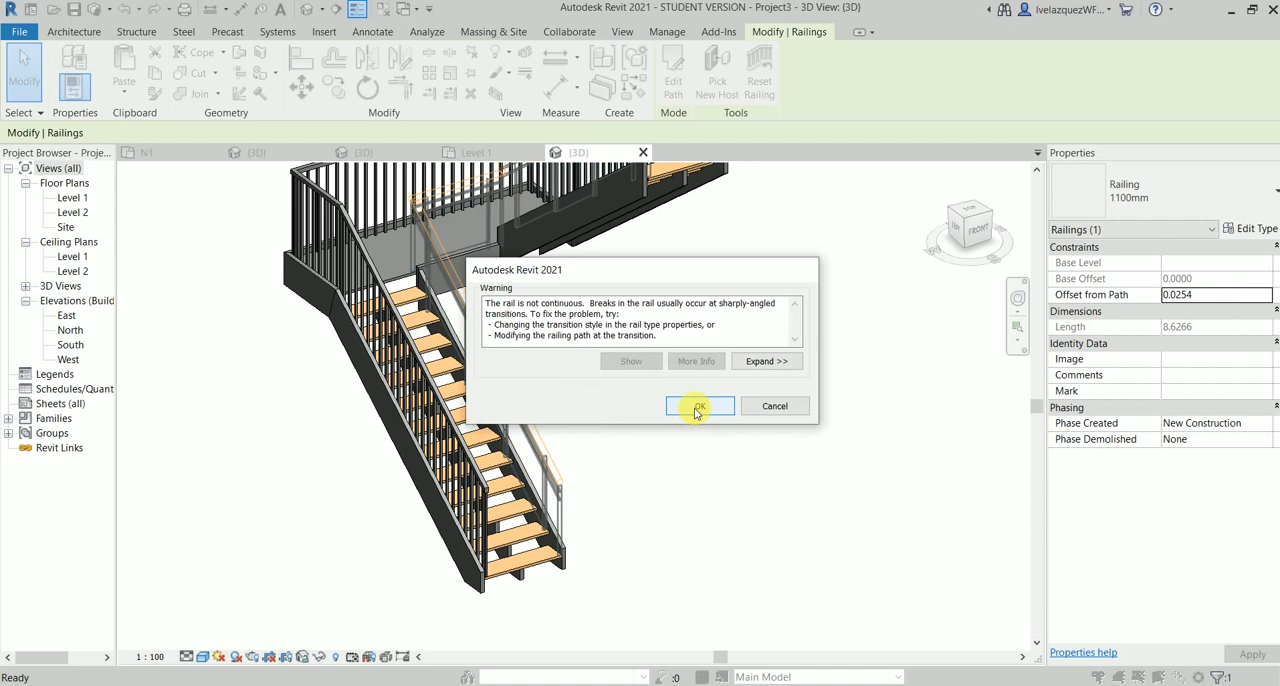 Autodesk Revit 2021 - STUDENT VERSION - Project3 - 3D View: {3D}
lvelazquezWF...
File Architecture Structure Steel Precast Systems Insert Annotate Analyze Massing & Site Collaborate View Manage Add-Ins Modify | Railings
Modify
Paste
Cope
Cut
Join
Edit Path
Pick New Host
Reset Railing
Select Properties Clipboard Geometry Modify View Measure Create Mode Tools
Modify | Railings
Project Browser - Proje...
N1 {3D} {3D} Level 1 {3D}
Properties
Views (all)
Floor Plans
Level 1
Level 2
Site
Ceiling Plans
Level 1
Level 2
3D Views
Elevations (Build
East
North
South
West
Legends
Schedules/Quant
Sheets (all)
Families
Groups
Revit Links
TOP
UP
FRONT
Autodesk Revit 2021
Warning
The rail is not continuous. Breaks in the rail usually occur at sharply-angled
transitions. To fix the problem, try:
- Changing the transition style in the rail type properties, or
- Modifying the railing path at the transition.
Show More Info Expand >>
OK Cancel
Railing
1100mm
Railings (1) Edit Type
Constraints
Base Level
Base Offset 0.0000
Offset from Path 0.0254
Dimensions
Length 8.6266
Identity Data
Image
Comments
Mark
Phasing
Phase Created New Construction
Phase Demolished None
Properties help Apply
1 : 100
Ready :0 Main Model :1